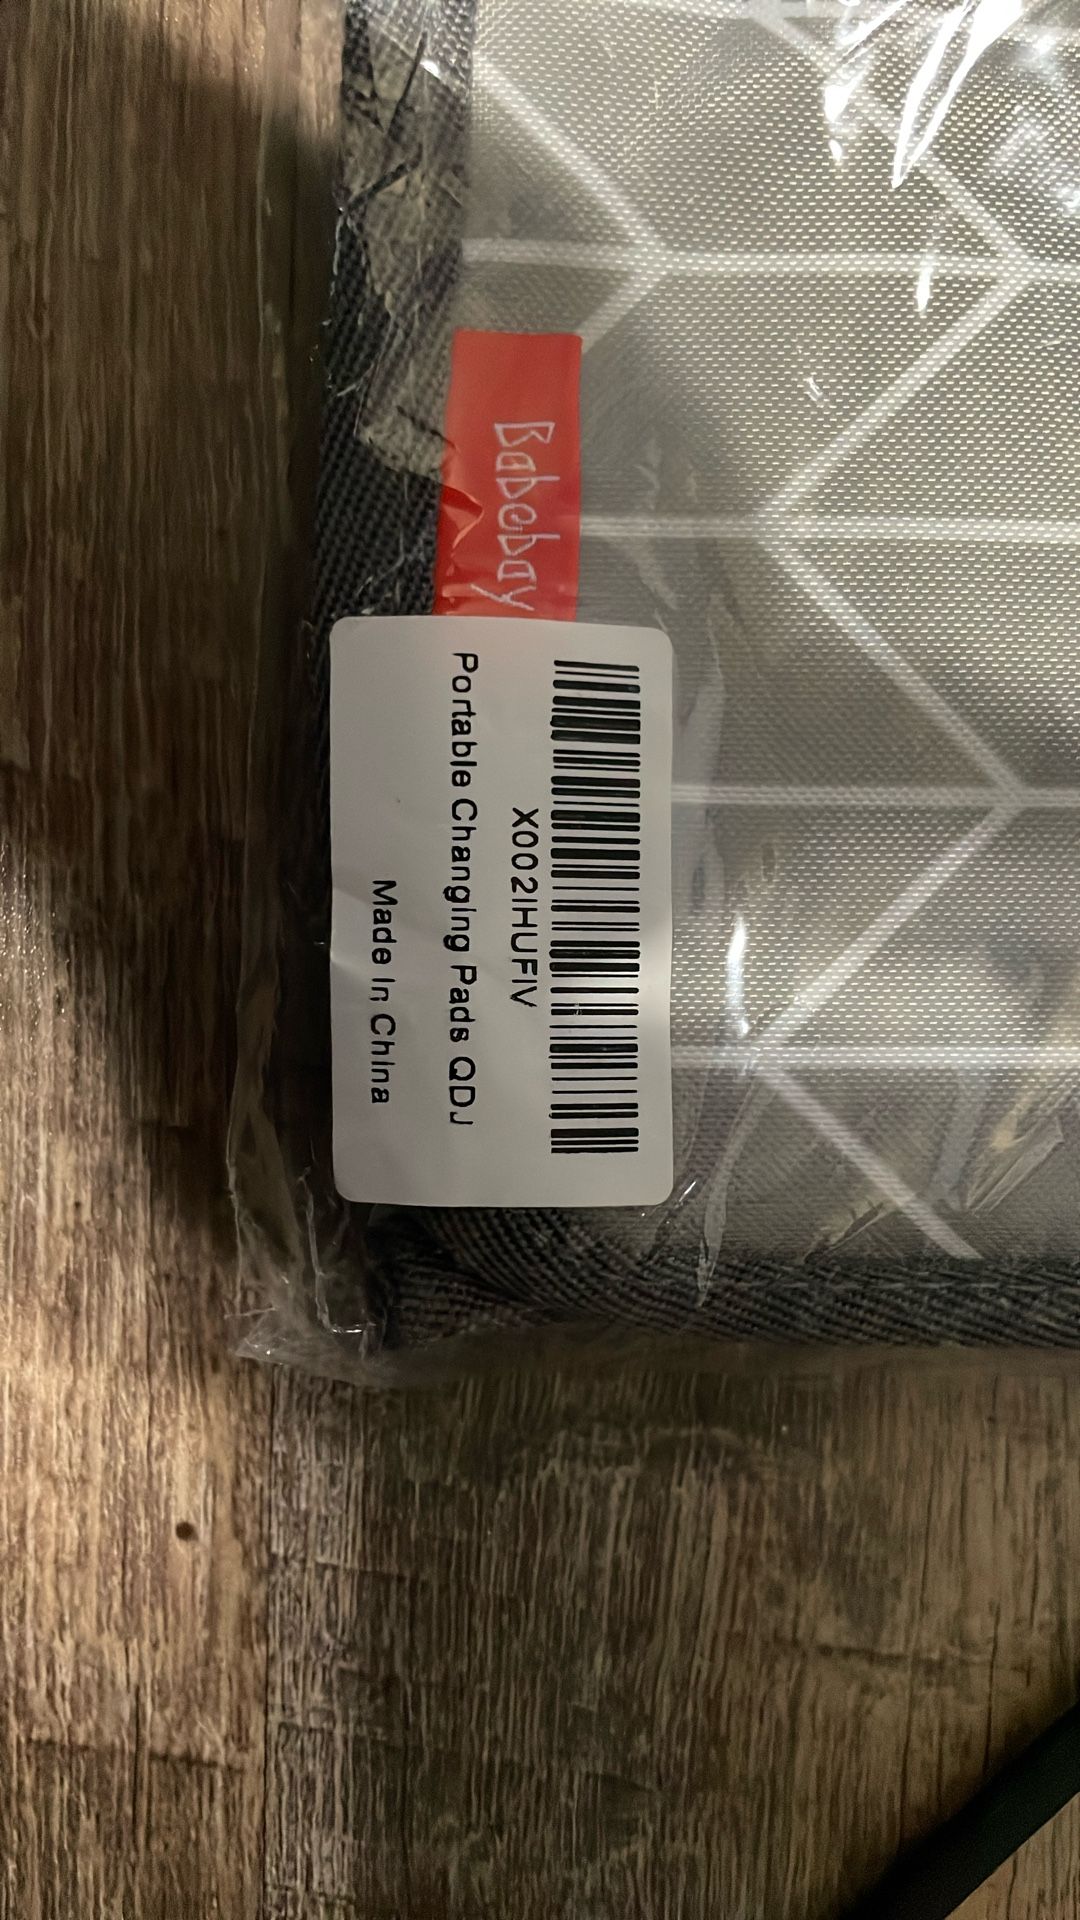 Babebay
X002IHUFIV
Portable Changing Pads QDJ
Made In China